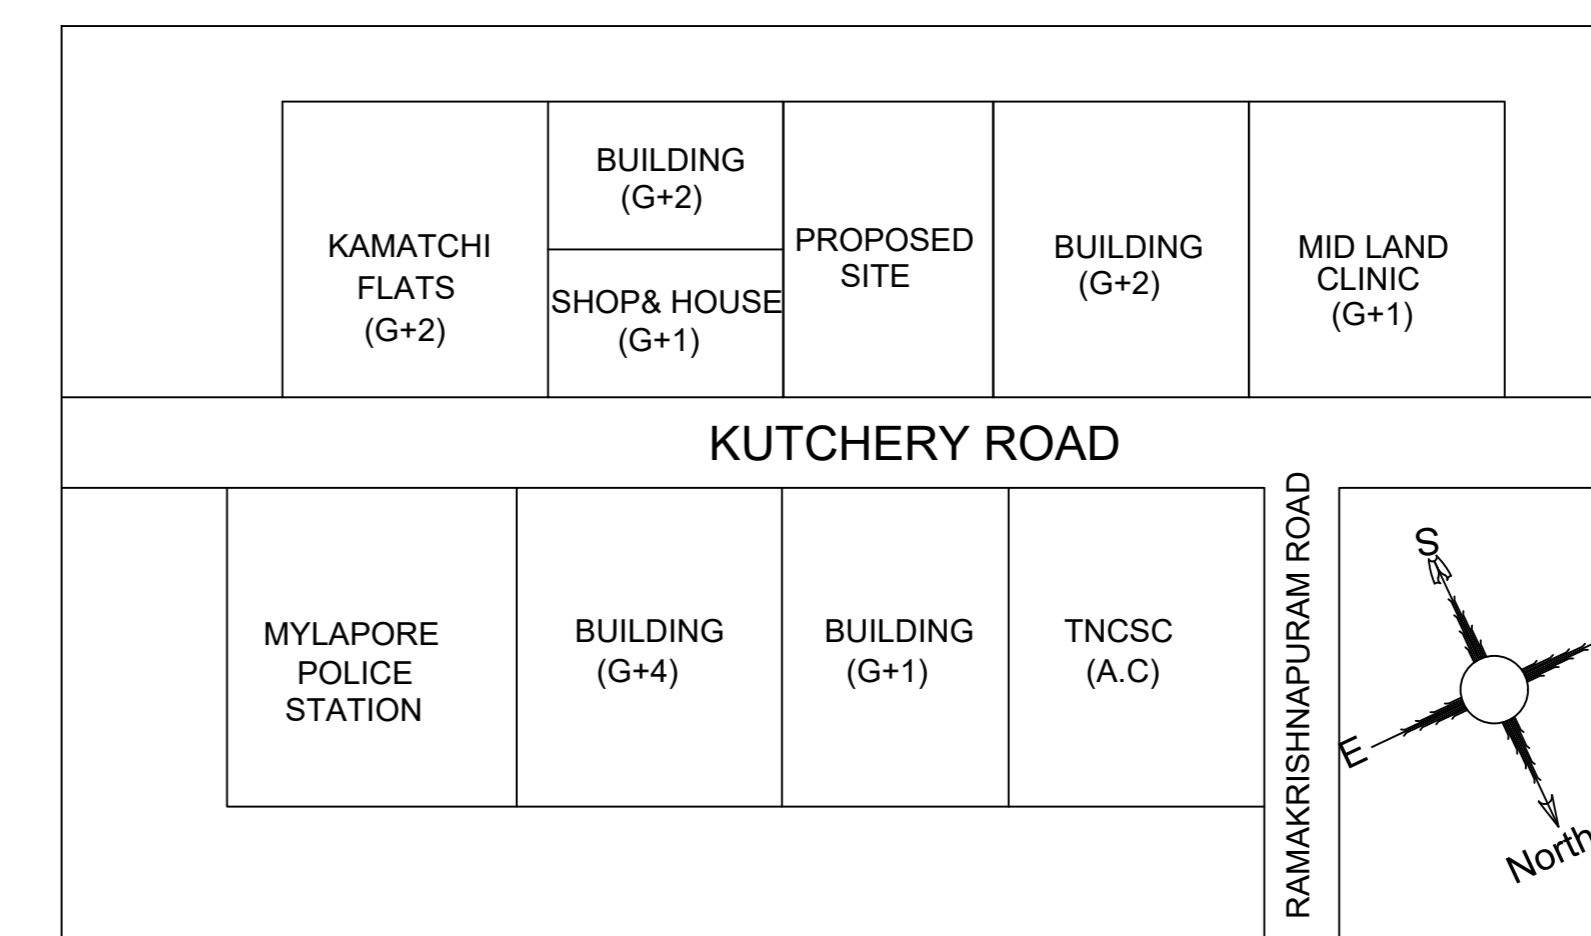 BUILDING
(G+2)
KAMATCHI
FLATS
(G+2)
SHOP& HOUSE
(G+1)
PROPOSED
SITE
BUILDING
(G+2)
MID LAND
CLINIC
(G+1)
KUTCHERY ROAD
MYLAPORE
POLICE
STATION
BUILDING
(G+4)
BUILDING
(G+1)
TNCSC
(A.C)
RAMAKRISHNAPURAM ROAD
S
E
North